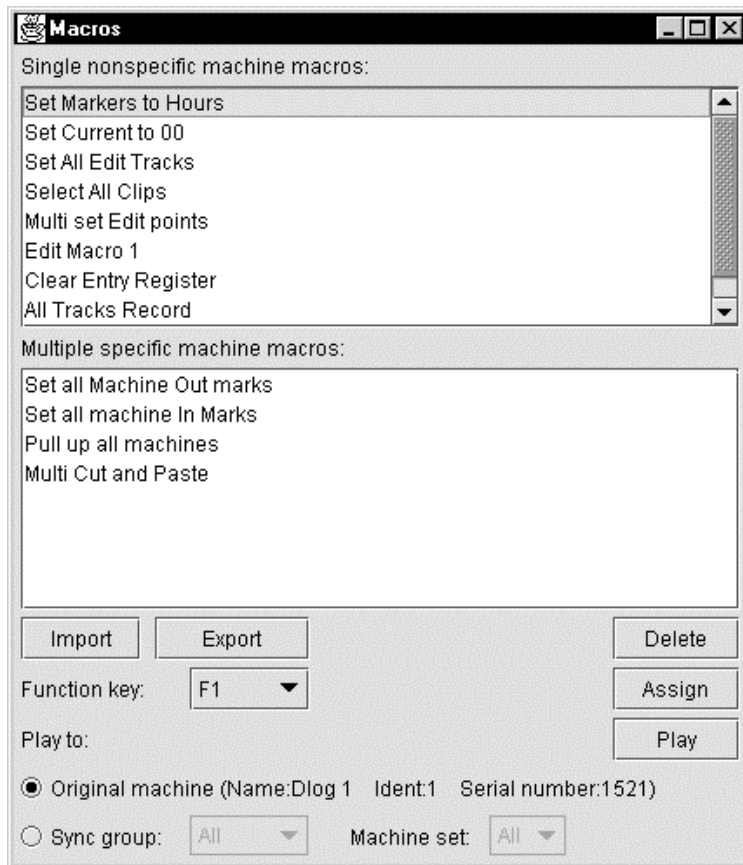 Macros
Single nonspecific machine macros:
Set Markers to Hours
Set Current to 00
Set All Edit Tracks
Select All Clips
Multi set Edit points
Edit Macro 1
Clear Entry Register
All Tracks Record
Multiple specific machine macros:
Set all Machine Out marks
Set all machine In Marks
Pull up all machines
Multi Cut and Paste
Import Export Delete
Function key: F1 Assign
Play to: Play
Original machine (Name:Dlog 1 Ident:1 Serial number:1521)
Sync group: All Machine set: All